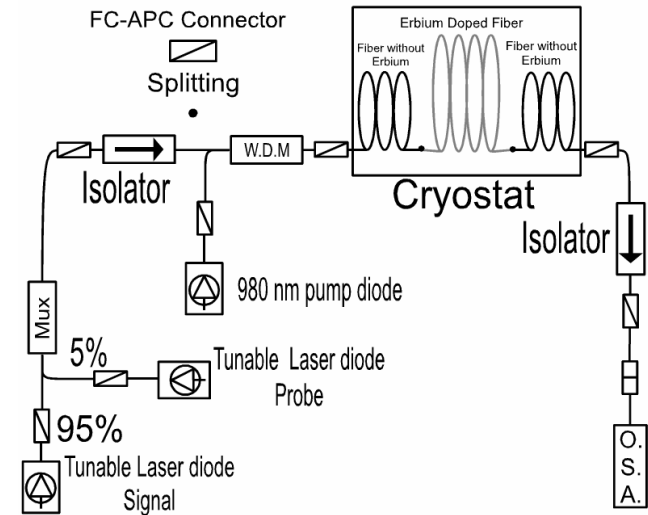 FC-APC Connector
Splitting
Erbium Doped Fiber
Fiber without
Erbium
Fiber without
Erbium
W.D.M
Isolator
Cryostat
Isolator
980 nm pump diode
Mux
5%
Tunable Laser diode
Probe
95%
Tunable Laser diode
Signal
O.
S.
A.